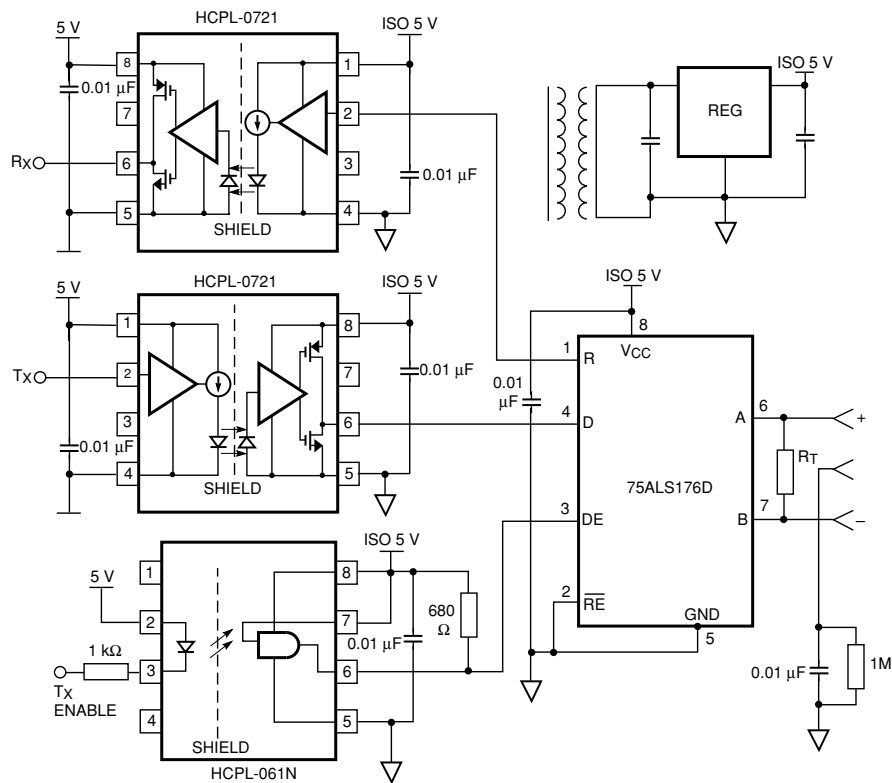 HCPL-0721
5 V
ISO 5 V
8
1
0.01 µF
7
2
RX
6
3
0.01 µF
5
4
SHIELD
ISO 5 V
REG
HCPL-0721
5 V
ISO 5 V
1
8
TX
2
7
0.01 µF
3
6
0.01 µF
4
5
SHIELD
ISO 5 V
8
VCC
1
R
0.01 µF
4
D
A
6
+
RT
75ALS176D
3
DE
B
7
–
2
RE
GND
5
0.01 µF
1M
ISO 5 V
1
8
5 V
2
7
680 Ω
0.01 µF
1 kΩ
3
6
TX
ENABLE
4
5
SHIELD
HCPL-061N